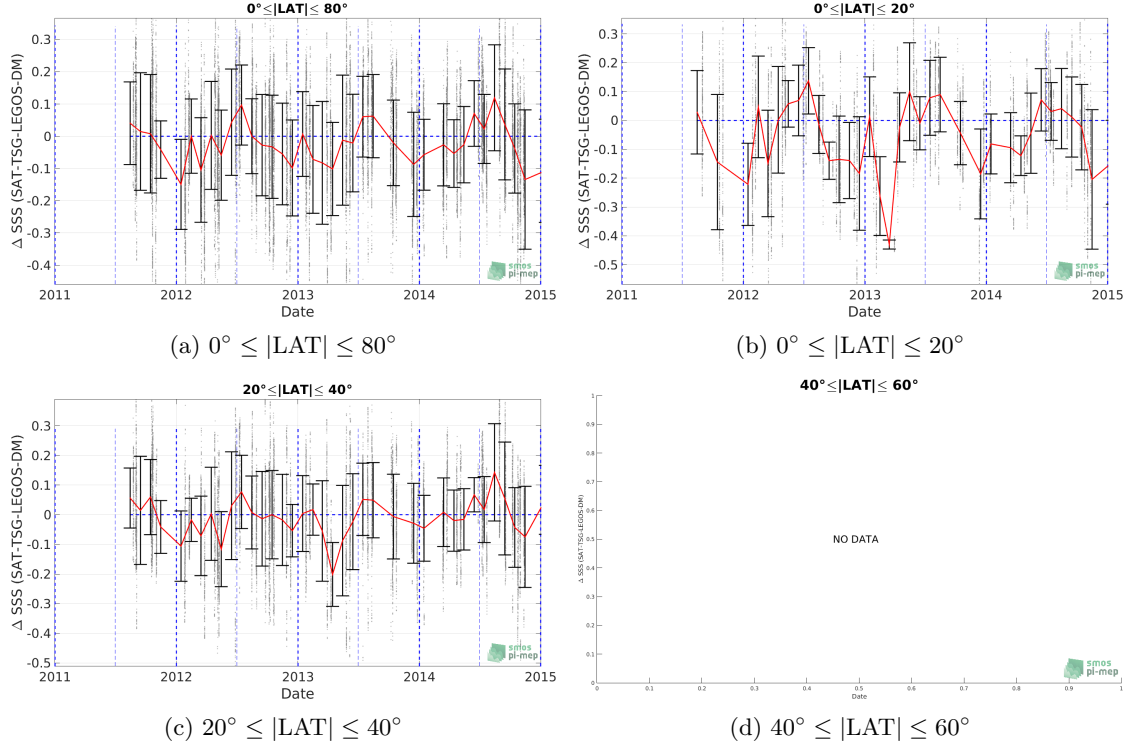 0°≤|LAT|≤ 80°
Δ SSS (SAT-TSG-LEGOS-DM)
0.3
0.2
0.1
0
-0.1
-0.2
-0.3
-0.4
2011 2012 2013 2014 2015
Date
smos
pi-mep
(a) 0° ≤ |LAT| ≤ 80°
0°≤|LAT|≤ 20°
Δ SSS (SAT-TSG-LEGOS-DM)
0.3
0.2
0.1
0
-0.1
-0.2
-0.3
-0.4
-0.5
2011 2012 2013 2014 2015
Date
smos
pi-mep
(b) 0° ≤ |LAT| ≤ 20°
20°≤|LAT|≤ 40°
Δ SSS (SAT-TSG-LEGOS-DM)
0.3
0.2
0.1
0
-0.1
-0.2
-0.3
-0.4
-0.5
2011 2012 2013 2014 2015
Date
smos
pi-mep
(c) 20° ≤ |LAT| ≤ 40°
40°≤|LAT|≤ 60°
Δ SSS (SAT-TSG-LEGOS-DM)
1
0.9
0.8
0.7
0.6
0.5
0.4
0.3
0.2
0.1
0
NO DATA
0 0.1 0.2 0.3 0.4 0.5 0.6 0.7 0.8 0.9 1
Date
smos
pi-mep
(d) 40° ≤ |LAT| ≤ 60°